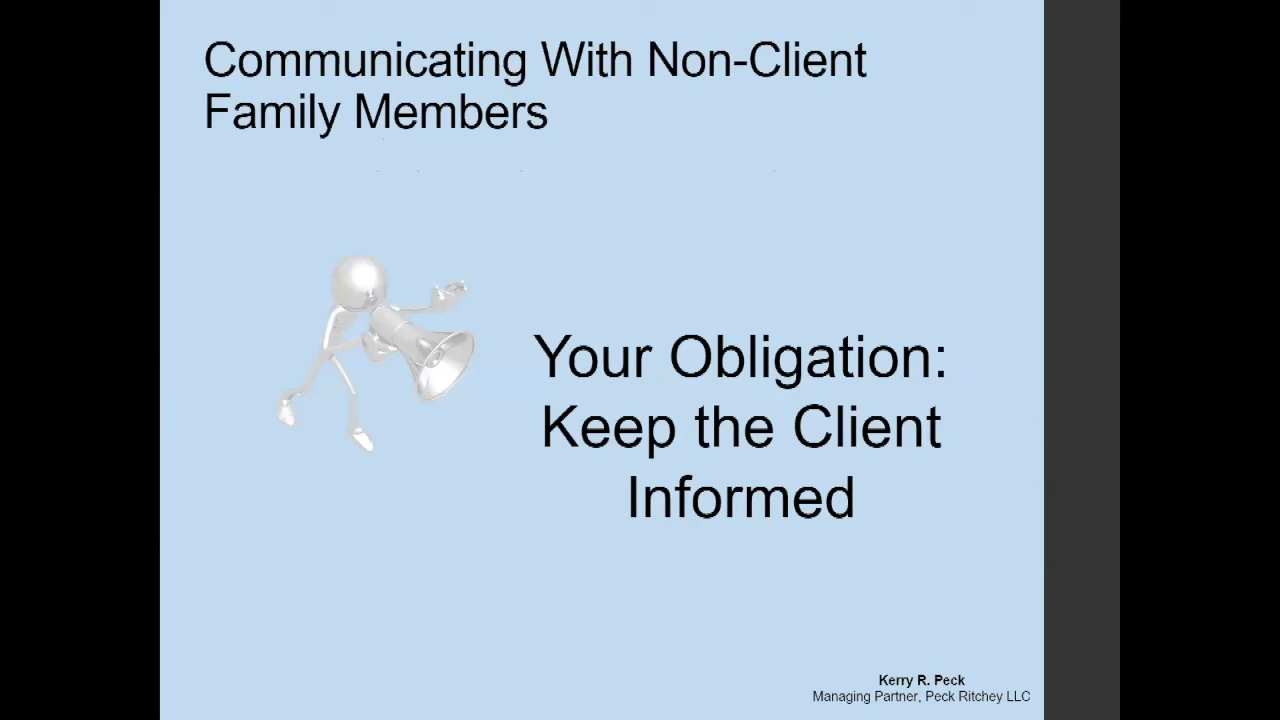 Communicating With Non-Client
Family Members
Your Obligation:
Keep the Client
Informed
Kerry R. Peck
Managing Partner, Peck Ritchey LLC